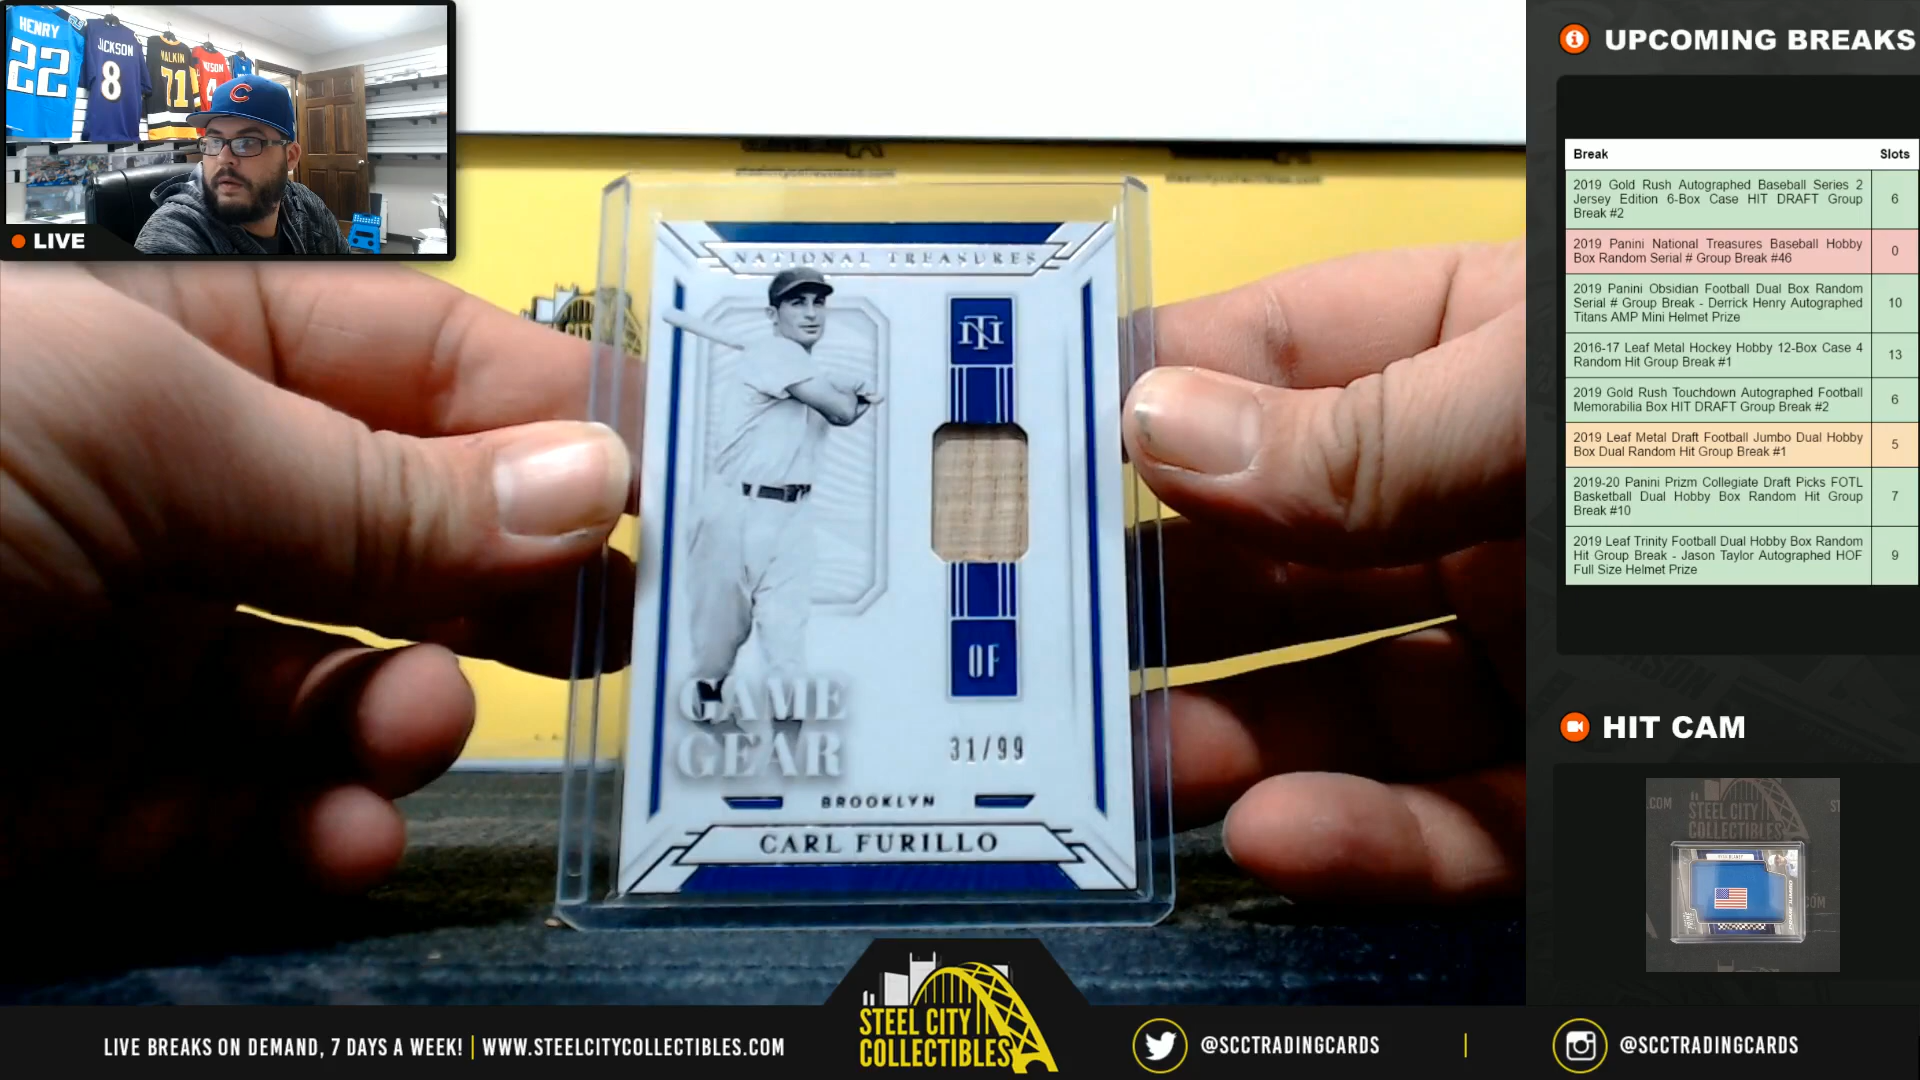 HENRY
22
JACKSON
8
MALKIN
71
LIVE
NATIONAL TREASURES
NT
OF
GAME
GEAR
31/99
BROOKLYN
CARL FURILLO
UPCOMING BREAKS
Break Slots
2019 Gold Rush Autographed Baseball Series 2
Jersey Edition 6-Box Case HIT DRAFT Group
Break #2
6
2019 Panini National Treasures Baseball Hobby
Box Random Serial # Group Break #46
0
2019 Panini Obsidian Football Dual Box Random
Serial # Group Break - Derrick Henry Autographed
Titans AMP Mini Helmet Prize
10
2016-17 Leaf Metal Hockey Hobby 12-Box Case 4
Random Hit Group Break #1
13
2019 Gold Rush Touchdown Autographed Football
Memorabilia Box HIT DRAFT Group Break #2
6
2019 Leaf Metal Draft Football Jumbo Dual Hobby
Box Dual Random Hit Group Break #1
5
2019-20 Panini Prizm Collegiate Draft Picks FOTL
Basketball Dual Hobby Box Random Hit Group
Break #10
7
2019 Leaf Trinity Football Dual Hobby Box Random
Hit Group Break - Jason Taylor Autographed HOF
Full Size Helmet Prize
9
HIT CAM
STEEL CITY
COLLECTIBLES
LIVE BREAKS ON DEMAND, 7 DAYS A WEEK! | WWW.STEELCITYCOLLECTIBLES.COM
STEEL CITY
COLLECTIBLES
@SCCTRADINGCARDS
@SCCTRADINGCARDS